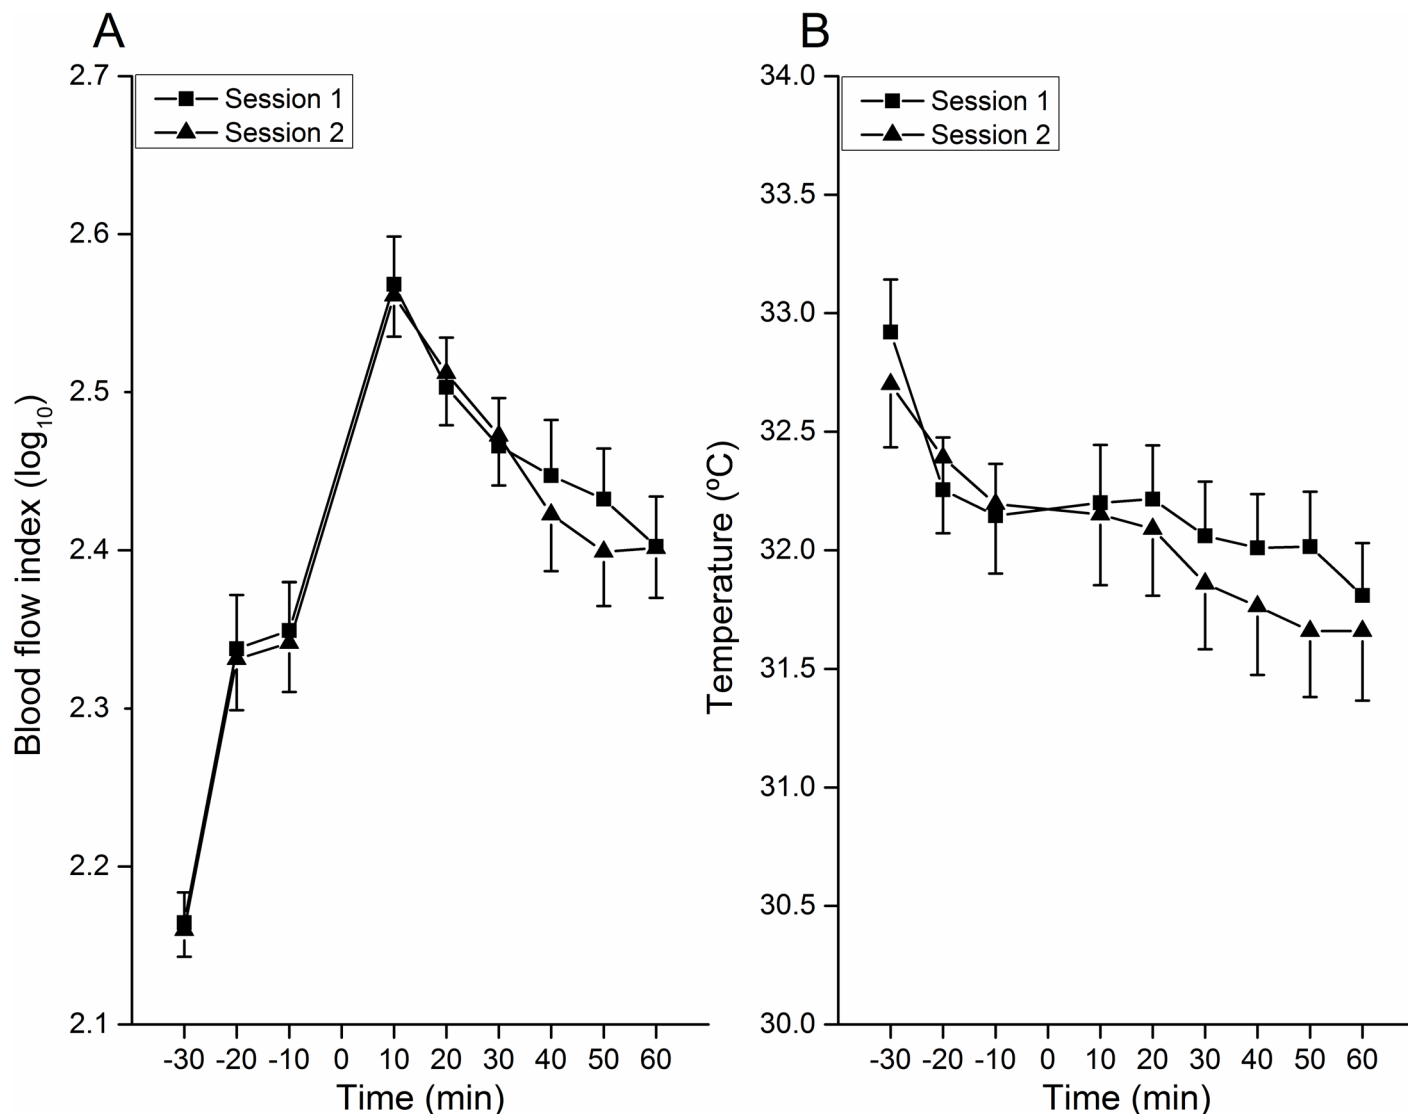 A
2.7
2.6
2.5
2.4
2.3
2.2
2.1
Blood flow index (log10)
Session 1
Session 2
-30 -20 -10 0 10 20 30 40 50 60
Time (min)
B
34.0
33.5
33.0
32.5
32.0
31.5
31.0
30.5
30.0
Temperature (ºC)
Session 1
Session 2
-30 -20 -10 0 10 20 30 40 50 60
Time (min)